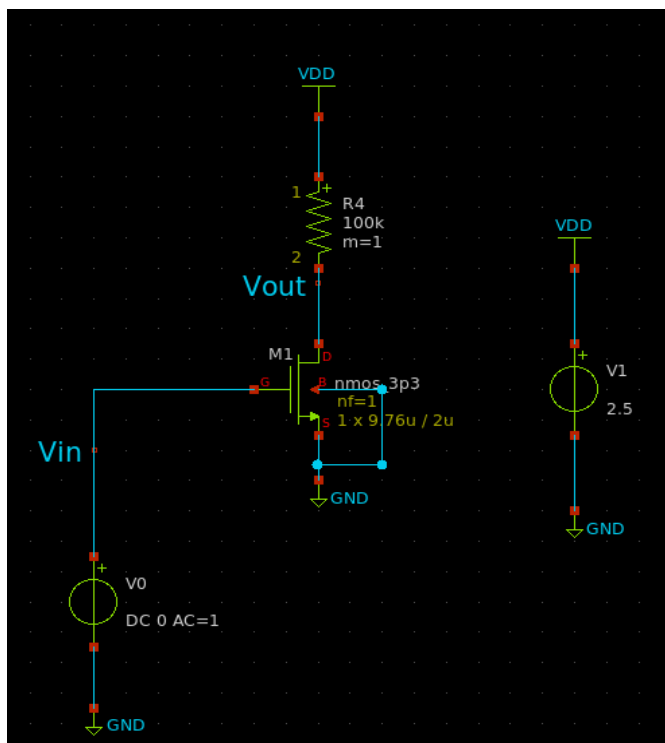 VDD
1
+
R4
100k
m=1
2
Vout
VDD
M1
D
G
B
nmos_3p3
nf=1
S
1 x 9.76u / 2u
+
V1
2.5
Vin
GND
GND
+
V0
DC 0 AC=1
GND